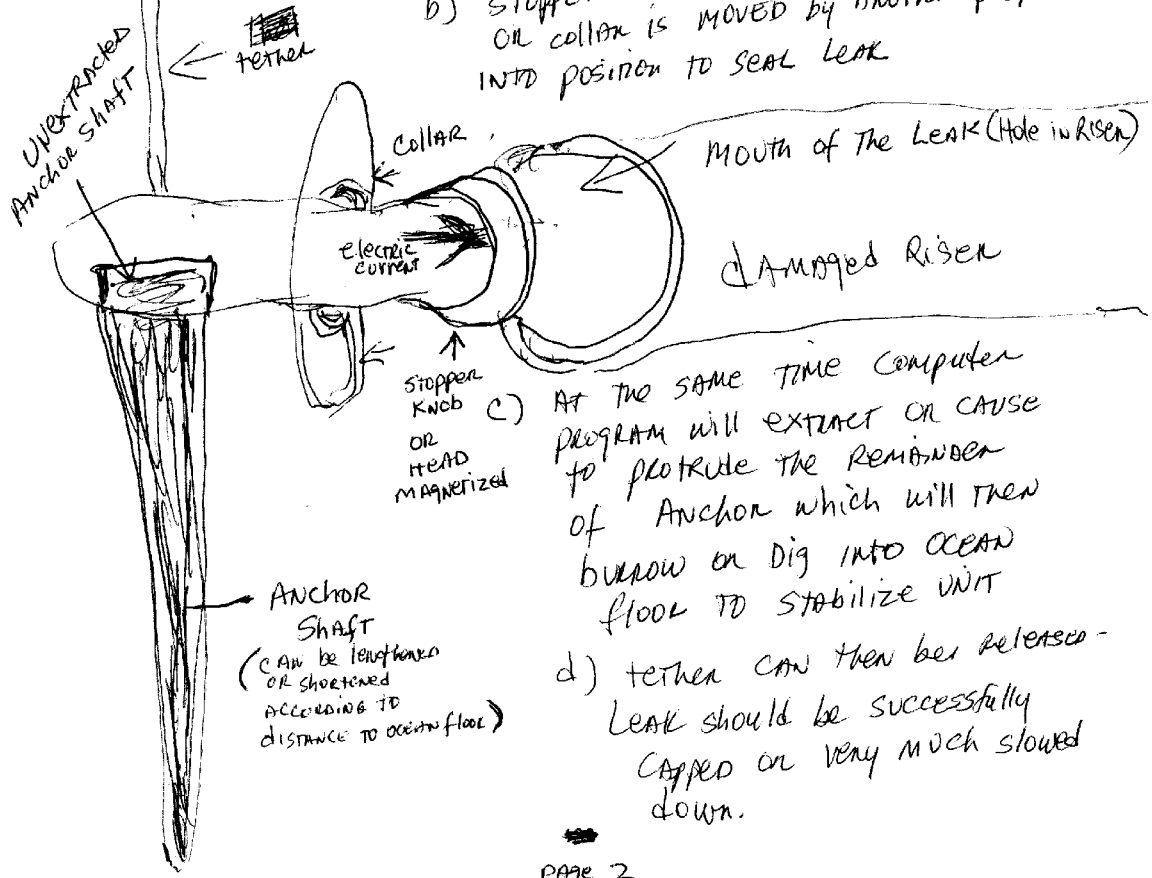 b) STOPPE
OR COLLAR IS MOVED by ANOTHER
INTO POSITION TO SEAL LEAK
tether
UNEXTRACTED
ANCHOR SHAFT
COLLAR
MOUTH of THE LEAK (Hole in RISER)
electric
current
dAMAged RISER
STOPPER
KNOB
OR
HEAD
MAGNERIZED
c) AT THE SAME TIME COMPUTER
PROGRAM will EXTRACT OR CAUSE
to PROTRUDE THE REMAINDER
of ANCHOR which will THEN
bURROW OR DIG INTO OCEAN
flOOR TO STAbILIZE UNIT
ANCHOR
SHAfT
(CAN be lengthened
OR shortened
ACCORDING TO
dISTANCE TO OCEAN flOOR)
d) tether CAN THEN bee RELEASED -
LEAK should be successfully
CAPPED OR very MUCH slowed
down.
PAGE 2